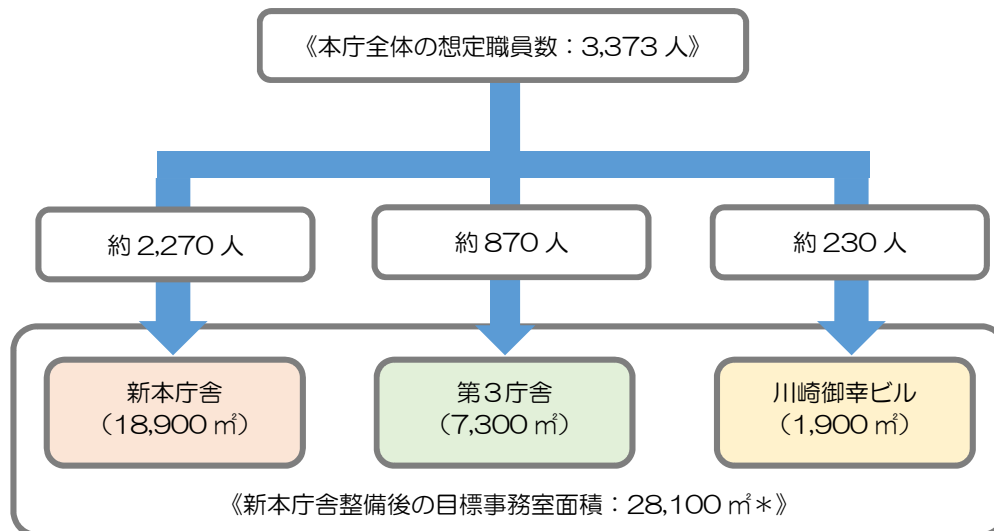 《本庁全体の想定職員数：3,373 人》
約 2,270 人
約 870 人
約 230 人
新本庁舎
（18,900 ㎡）
第３庁舎
（7,300 ㎡）
川崎御幸ビル
（1,900 ㎡）
《新本庁舎整備後の目標事務室面積：28,100 ㎡＊》